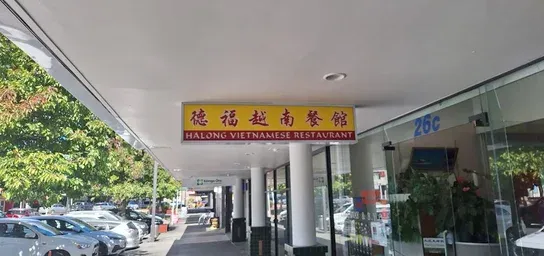 德福越南餐館
HALONG VIETNAMESE RESTAURANT
26c